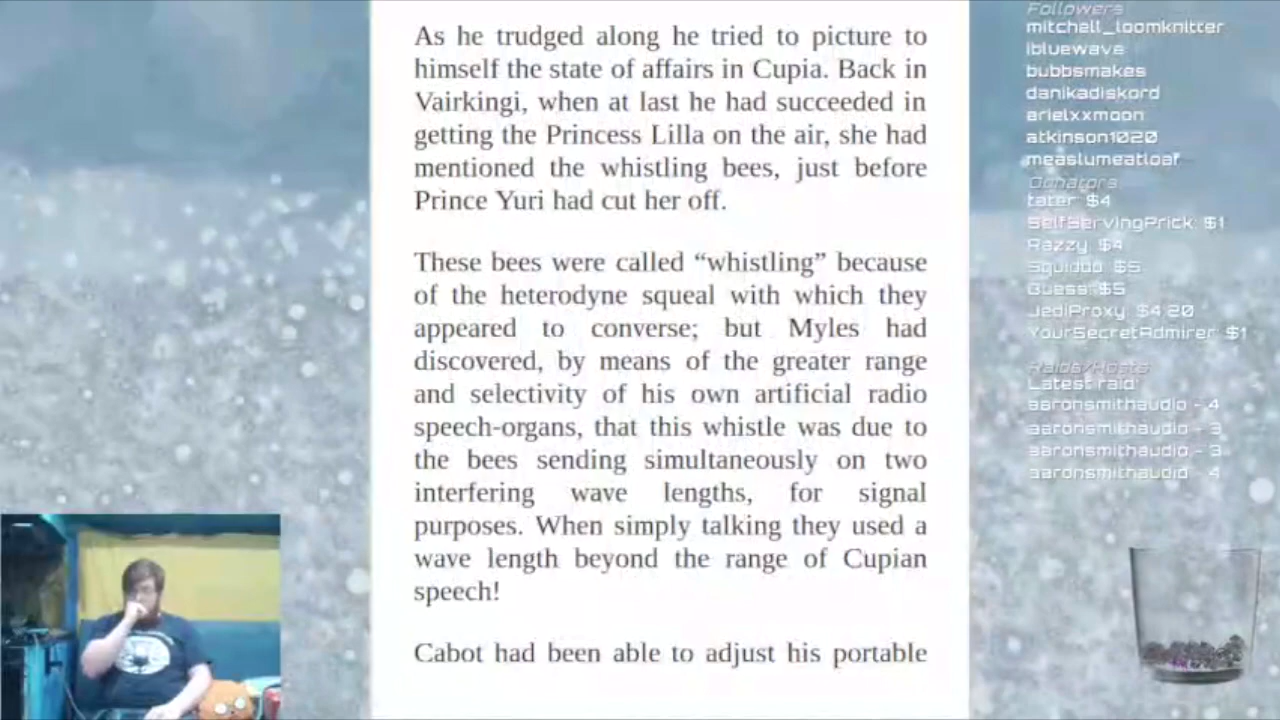 As he trudged along he tried to picture to
himself the state of affairs in Cupia. Back in
Vairkingi, when at last he had succeeded in
getting the Princess Lilla on the air, she had
mentioned the whistling bees, just before
Prince Yuri had cut her off.
These bees were called “whistling” because
of the heterodyne squeal with which they
appeared to converse; but Myles had
discovered, by means of the greater range
and selectivity of his own artificial radio
speech-organs, that this whistle was due to
the bees sending simultaneously on two
interfering wave lengths, for signal
purposes. When simply talking they used a
wave length beyond the range of Cupian
speech!
Cabot had been able to adjust his portable
Followers
mitchell_loomknitter
ibluewave
bubbsmakes
danikadiskord
arielxxmoon
atkinson1020
measlymeatloaf
Donators
tater: $4
SelfServingPrick: $1
Razzy: $4
Squidoo: $5
Guess: $5
JediProxy: $4.20
YourSecretAdmirer: $1
Raids/Hosts
Latest raid:
aaronsmithaudio - 4
aaronsmithaudio - 3
aaronsmithaudio - 3
aaronsmithaudio - 4